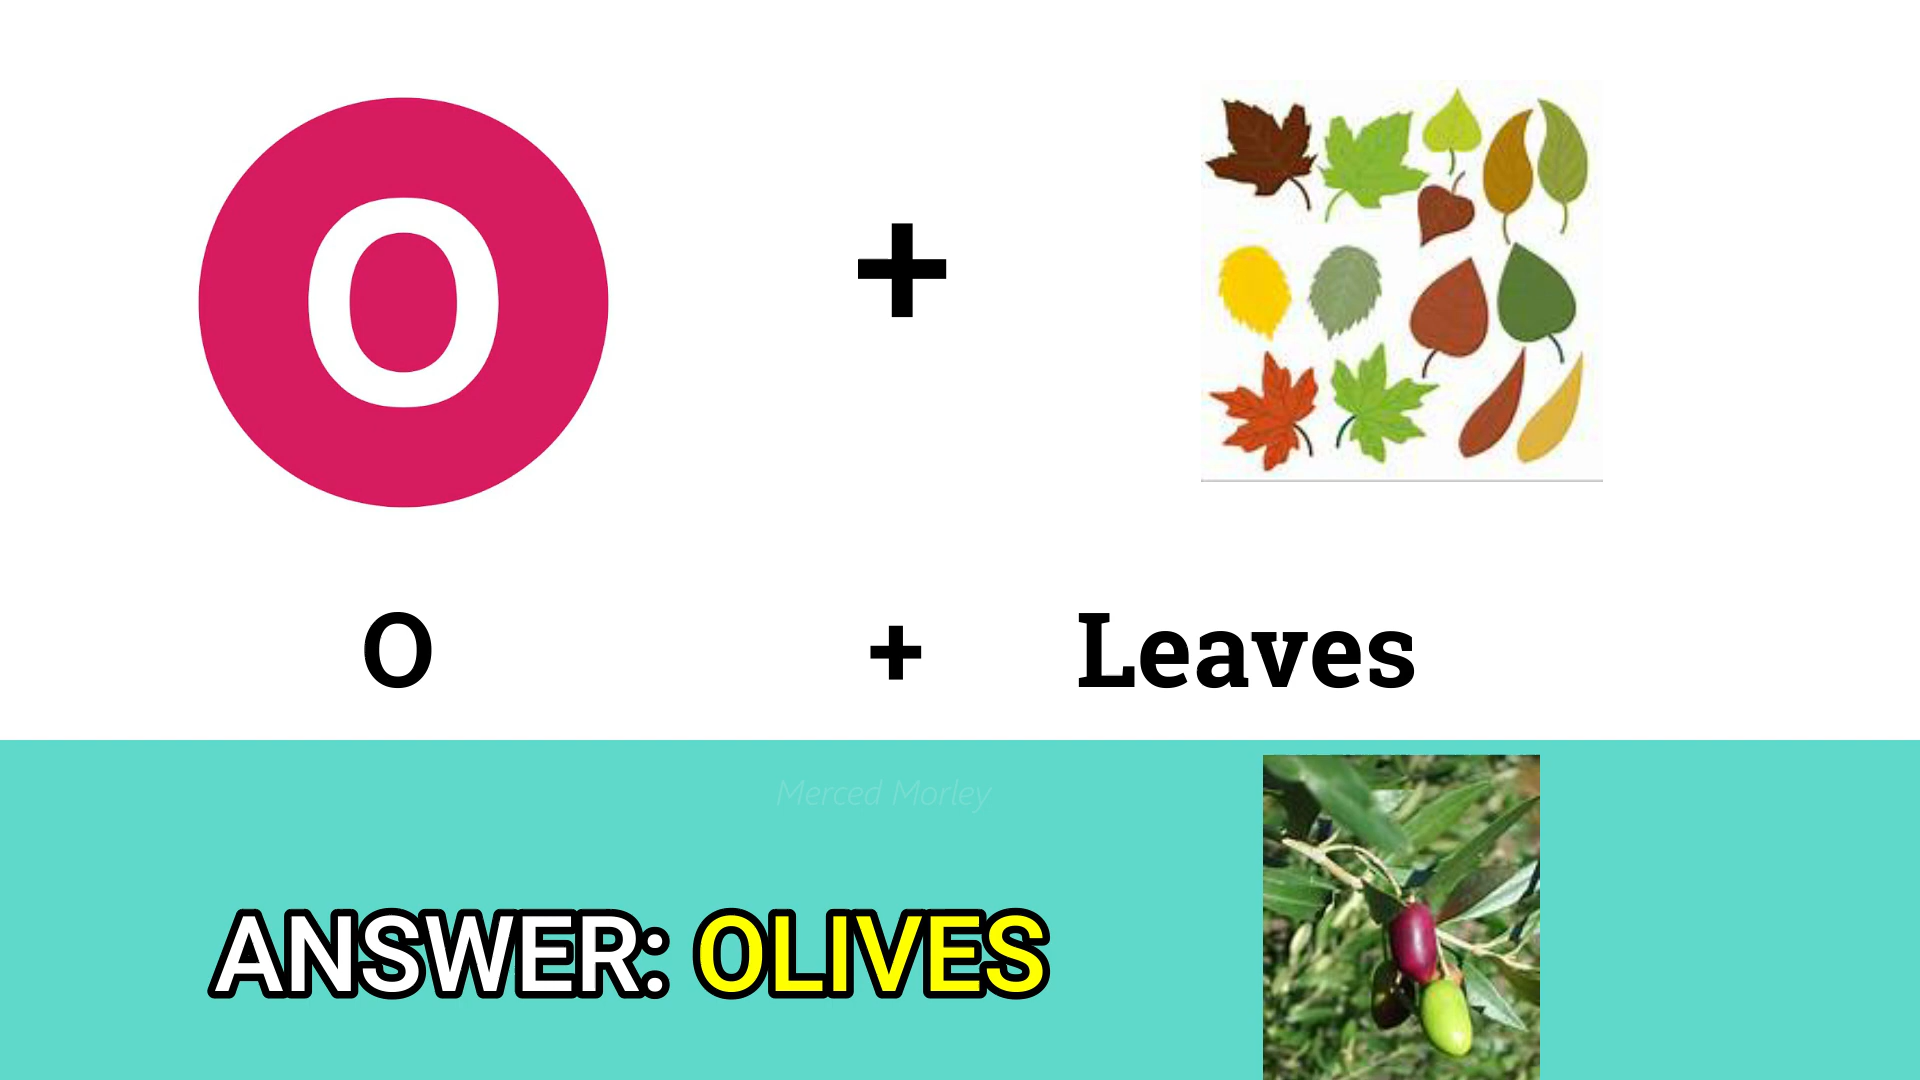 O
+
O + Leaves
Merced Morley
ANSWER: OLIVES